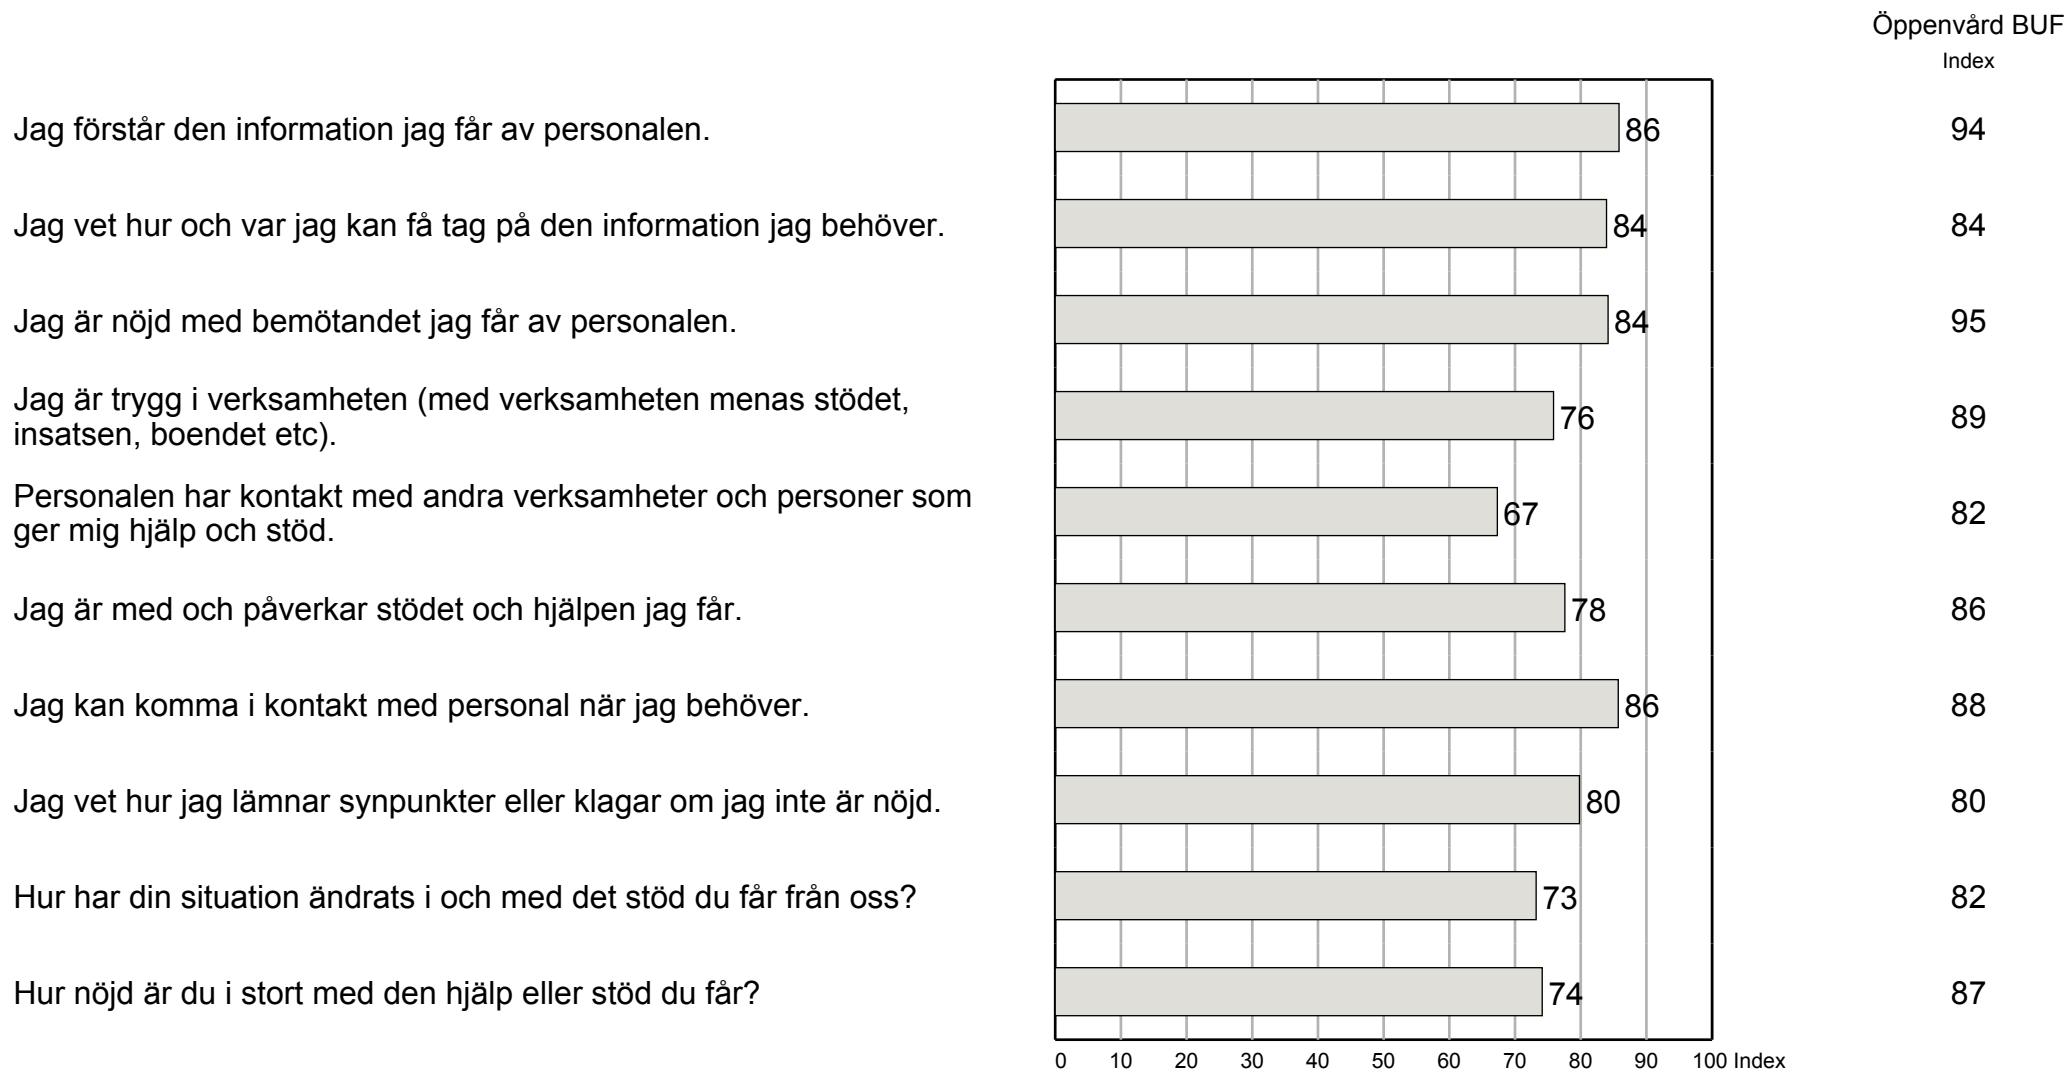 Öppenvård BUF
Index
Jag förstår den information jag får av personalen. 86 94
Jag vet hur och var jag kan få tag på den information jag behöver. 84 84
Jag är nöjd med bemötandet jag får av personalen. 84 95
Jag är trygg i verksamheten (med verksamheten menas stödet,
insatsen, boendet etc). 76 89
Personalen har kontakt med andra verksamheter och personer som
ger mig hjälp och stöd. 67 82
Jag är med och påverkar stödet och hjälpen jag får. 78 86
Jag kan komma i kontakt med personal när jag behöver. 86 88
Jag vet hur jag lämnar synpunkter eller klagar om jag inte är nöjd. 80 80
Hur har din situation ändrats i och med det stöd du får från oss? 73 82
Hur nöjd är du i stort med den hjälp eller stöd du får? 74 87
0 10 20 30 40 50 60 70 80 90 100 Index